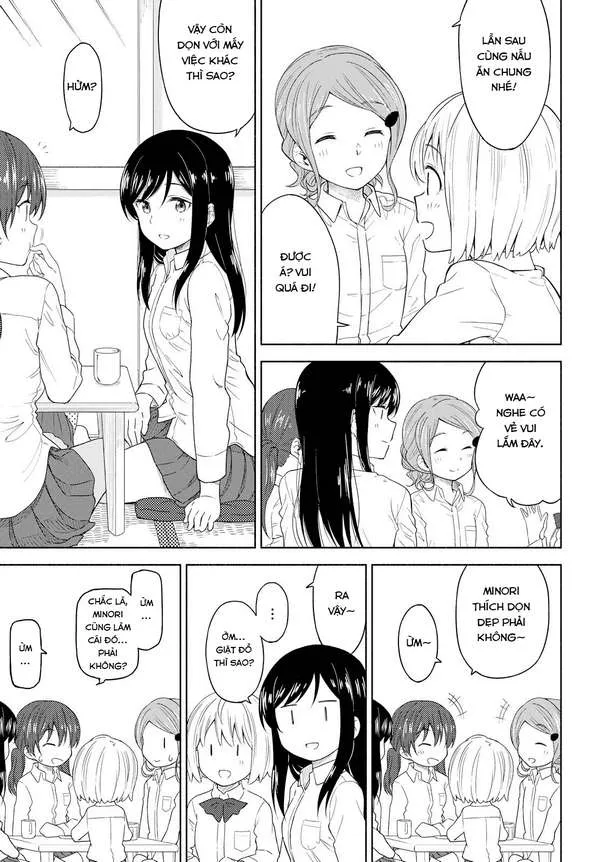 LẦN SAU
CÙNG NẤU
ĂN CHUNG
NHÉ!
ĐƯỢC
Á? VUI
QUÁ ĐI!
VẬY CÒN
DỌN VỚI MẤY
VIỆC KHÁC
THÌ SAO?
HỬM?
WAA~
NGHE CÓ
VẺ VUI
LẮM ĐÂY.
MINORI
THÍCH DỌN
DẸP PHẢI
KHÔNG~
ỪM~
RA
VẬY~
...
ỜM...
GIẶT ĐỒ
THÌ SAO?
ỪM
...
CHẮC LÀ,
MINORI
CŨNG LÀM
CÁI ĐÓ...
PHẢI
KHÔNG?
ỪM
...